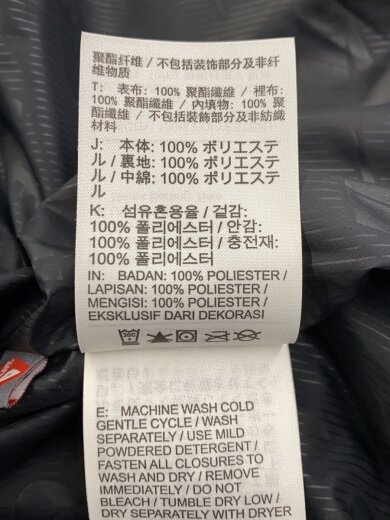 聚酯纤维 / 不包括装饰部分及非纤
维物质
T: 表布: 100% 聚酯纖維 / 裡布:
100% 聚酯纖維 / 內填物: 100% 聚
酯纖維 / 不包括裝飾部分及非紡織
材料
J: 本体: 100% ポリエステ
ル / 裏地: 100% ポリエステ
ル / 中綿: 100% ポリエステ
ル
K: 섬유혼용율 / 겉감:
100% 폴리에스터 / 안감:
100% 폴리에스터 / 충전재:
100% 폴리에스터
IN: BADAN: 100% POLIESTER /
LAPISAN: 100% POLIESTER /
MENGISI: 100% POLIESTER /
EKSKLUSIF DARI DEKORASI
E: MACHINE WASH COLD
GENTLE CYCLE / WASH
SEPARATELY / USE MILD
POWDERED DETERGENT /
FASTEN ALL CLOSURES TO
WASH AND DRY / REMOVE
IMMEDIATELY / DO NOT
BLEACH / TUMBLE DRY LOW /
DRY SEPARATELY WITH DRYER